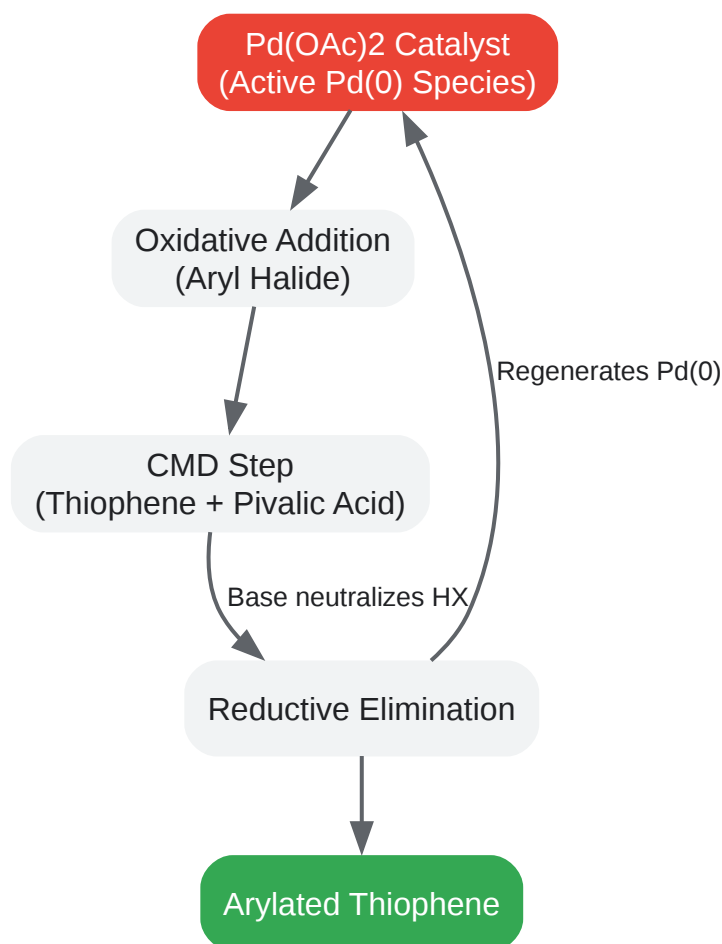 Pd(OAc)2 Catalyst
(Active Pd(0) Species)
Oxidative Addition
(Aryl Halide)
Regenerates Pd(0)
CMD Step
(Thiophene + Pivalic Acid)
Base neutralizes HX
Reductive Elimination
Arylated Thiophene